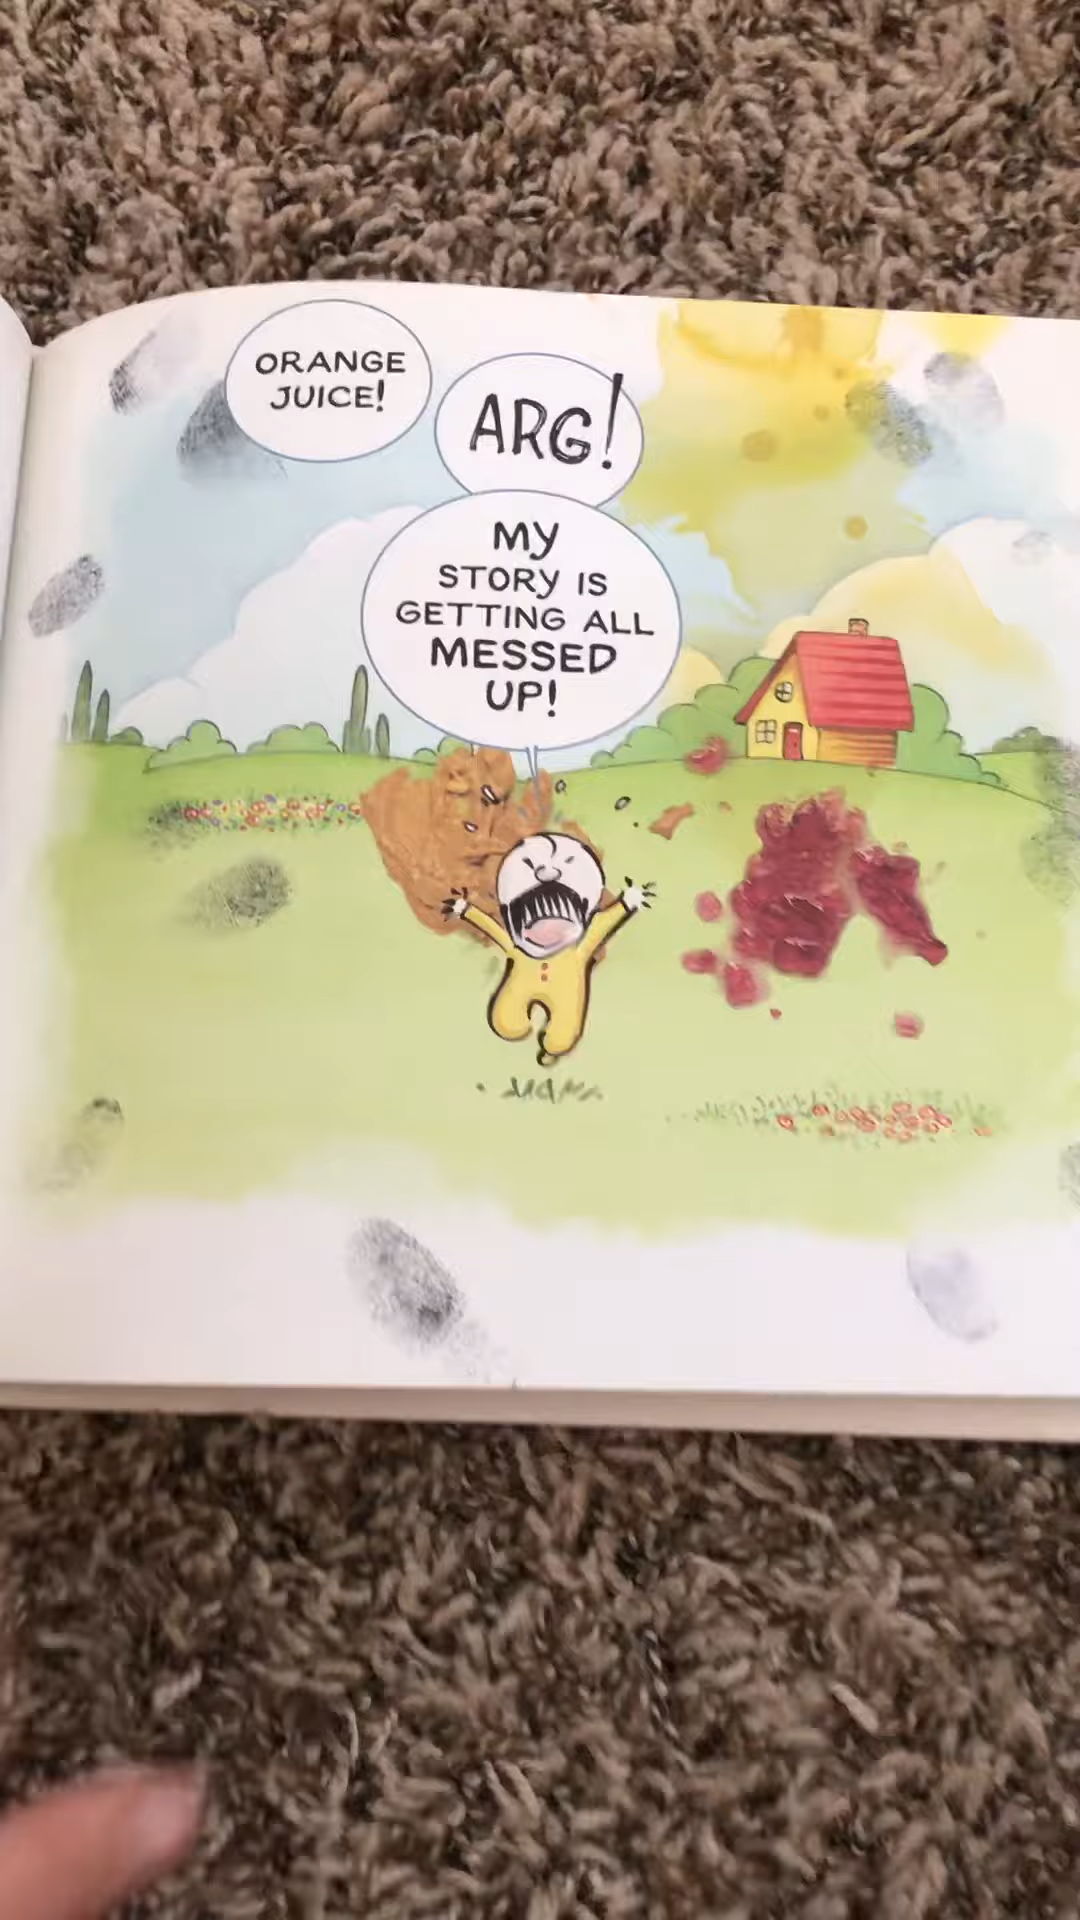 ORANGE
JUICE!
ARG!
MY
STORY IS
GETTING ALL
MESSED
UP!